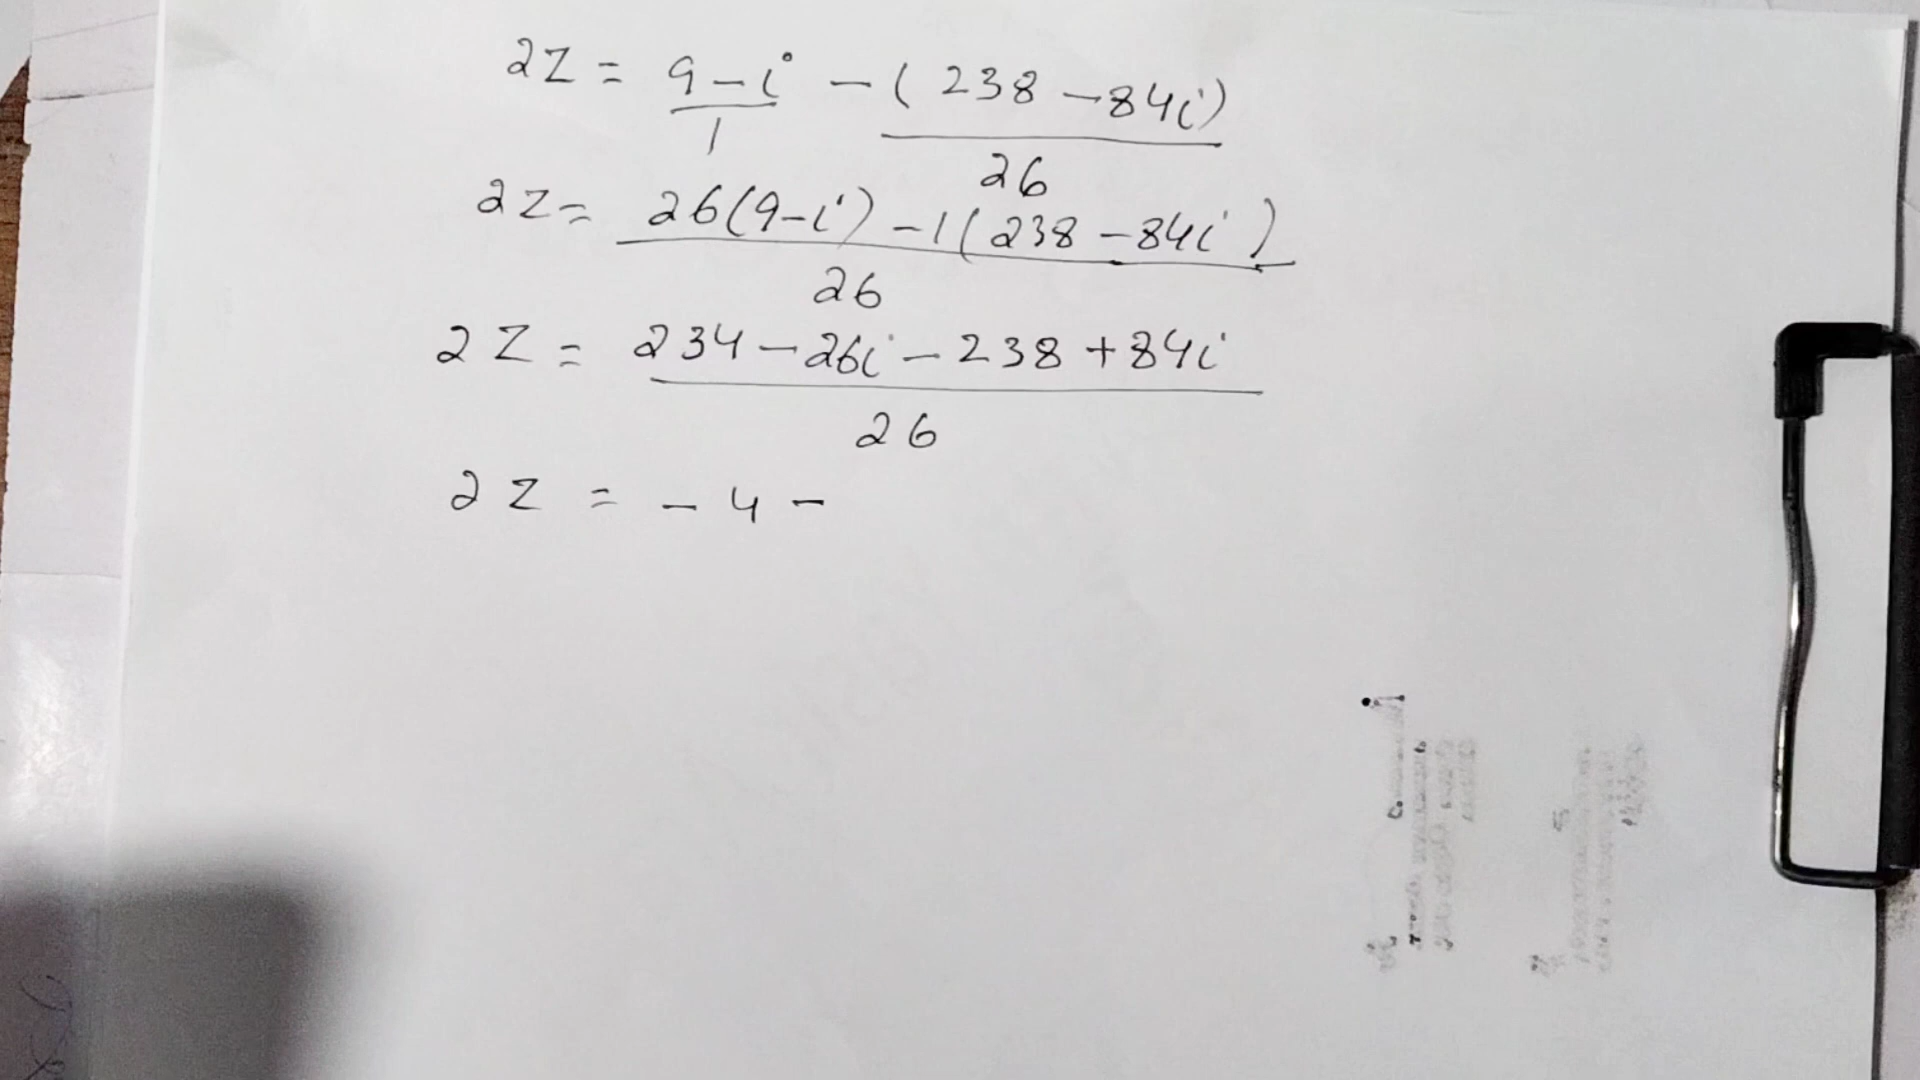 2Z = 9-i/1 - (238 - 84i)/26
2Z = 26(9-i) - 1(238 - 84i)/26
2Z = 234 - 26i - 238 + 84i/26
2Z = - 4 -